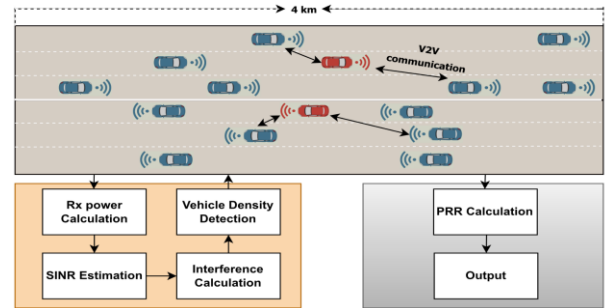 4 km
V2V
communication
Rx power
Calculation
Vehicle Density
Detection
PRR Calculation
SINR Estimation
Interference
Calculation
Output